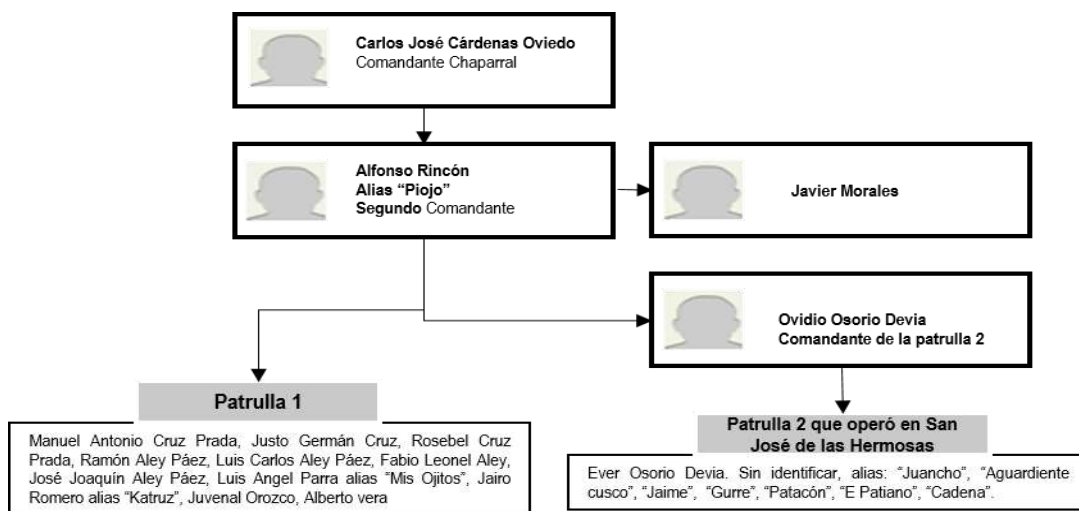 Carlos José Cárdenas Oviedo
Comandante Chaparral
Alfonso Rincón
Alias “Piojo”
Segundo Comandante
Javier Morales
Ovidio Osorio Devia
Comandante de la patrulla 2
Patrulla 1
Manuel Antonio Cruz Prada, Justo Germán Cruz, Rosebel Cruz
Prada, Ramón Aley Páez, Luis Carlos Aley Páez, Fabio Leonel Aley,
José Joaquín Aley Páez, Luis Angel Parra alias “Mis Ojitos”, Jairo
Romero alias “Katruz”, Juvenal Orozco, Alberto vera
Patrulla 2 que operó en San
José de las Hermosas
Ever Osorio Devia. Sin identificar, alias: “Juancho”, “Aguardiente
cusco”, “Jaime”, “Gurre”, “Patacón”, “E Patiano”, “Cadena”.